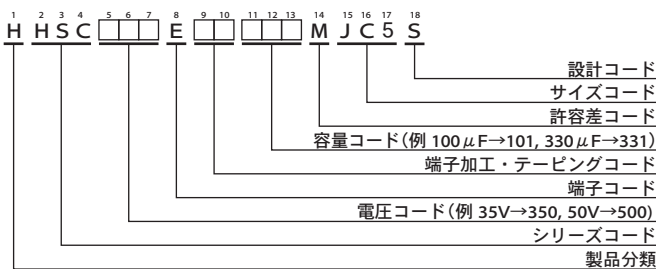 1 2 3 4 5 6 7 8 9 10 11 12 13 14 15 16 17 18
H H S C □□□ E □□ □□□ M J C 5 S
設計コード
サイズコード
許容差コード
容量コード(例 100μF→101, 330μF→331)
端子加工・テーピングコード
端子コード
電圧コード(例 35V→350, 50V→500)
シリーズコード
製品分類